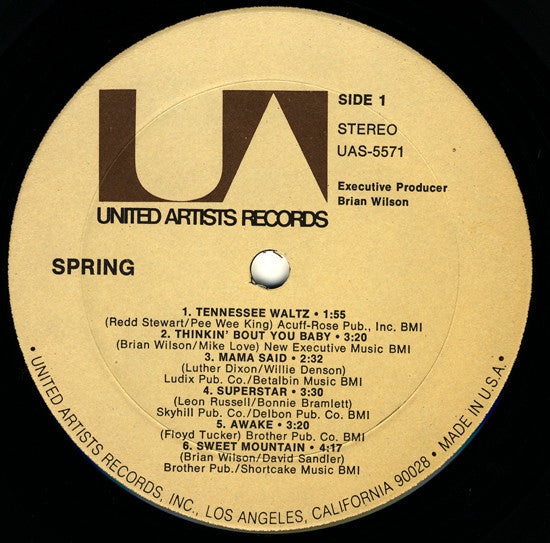 UA
SIDE 1
STEREO
UAS-5571
Executive Producer
Brian Wilson
UNITED ARTISTS RECORDS
SPRING
1. TENNESSEE WALTZ • 1:55
(Redd Stewart/Pee Wee King) Acuff-Rose Pub., Inc. BMI
2. THINKIN' BOUT YOU BABY • 3:20
(Brian Wilson/Mike Love) New Executive Music BMI
3. MAMA SAID • 2:32
(Luther Dixon/Willie Denson)
Ludix Pub. Co./Betalbin Music BMI
4. SUPERSTAR • 3:30
(Leon Russell/Bonnie Bramlett)
Skyhill Pub. Co./Delbon Pub. Co. BMI
5. AWAKE • 3:20
(Floyd Tucker) Brother Pub. Co. BMI
6. SWEET MOUNTAIN • 4:17
(Brian Wilson/David Sandler)
Brother Pub./Shortcake Music BMI
• UNITED ARTISTS RECORDS, INC., LOS ANGELES, CALIFORNIA 90028 • MADE IN U.S.A. •